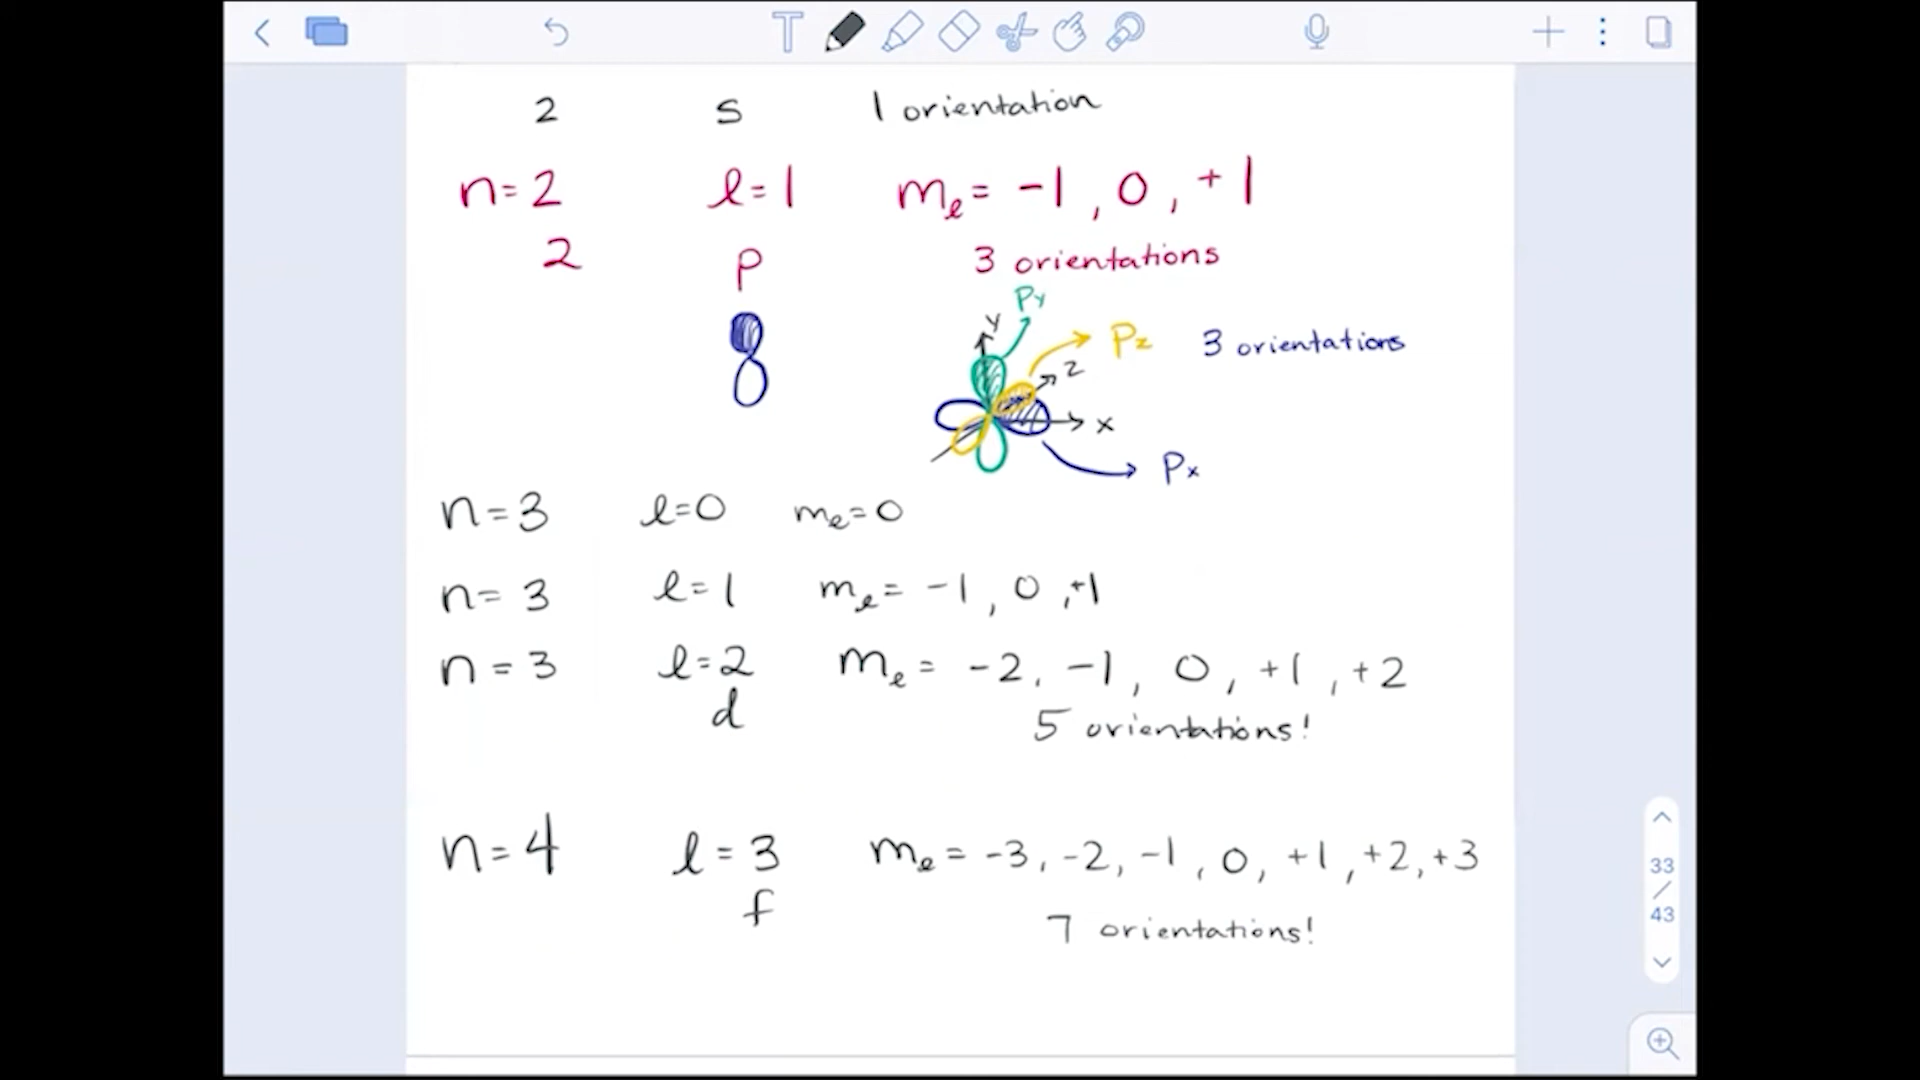 2 s 1 orientation
n=2 l=1 mℓ= -1, 0, +1
2 p 3 orientations
Py
y
Pz 3 orientations
z
x
Px
n=3 l=0 mℓ=0
n=3 l=1 mℓ= -1, 0, +1
n=3 l=2 mℓ= -2, -1, 0, +1, +2
d 5 orientations!
n=4 l=3 mℓ= -3, -2, -1, 0, +1, +2, +3
f 7 orientations!
33
/
43